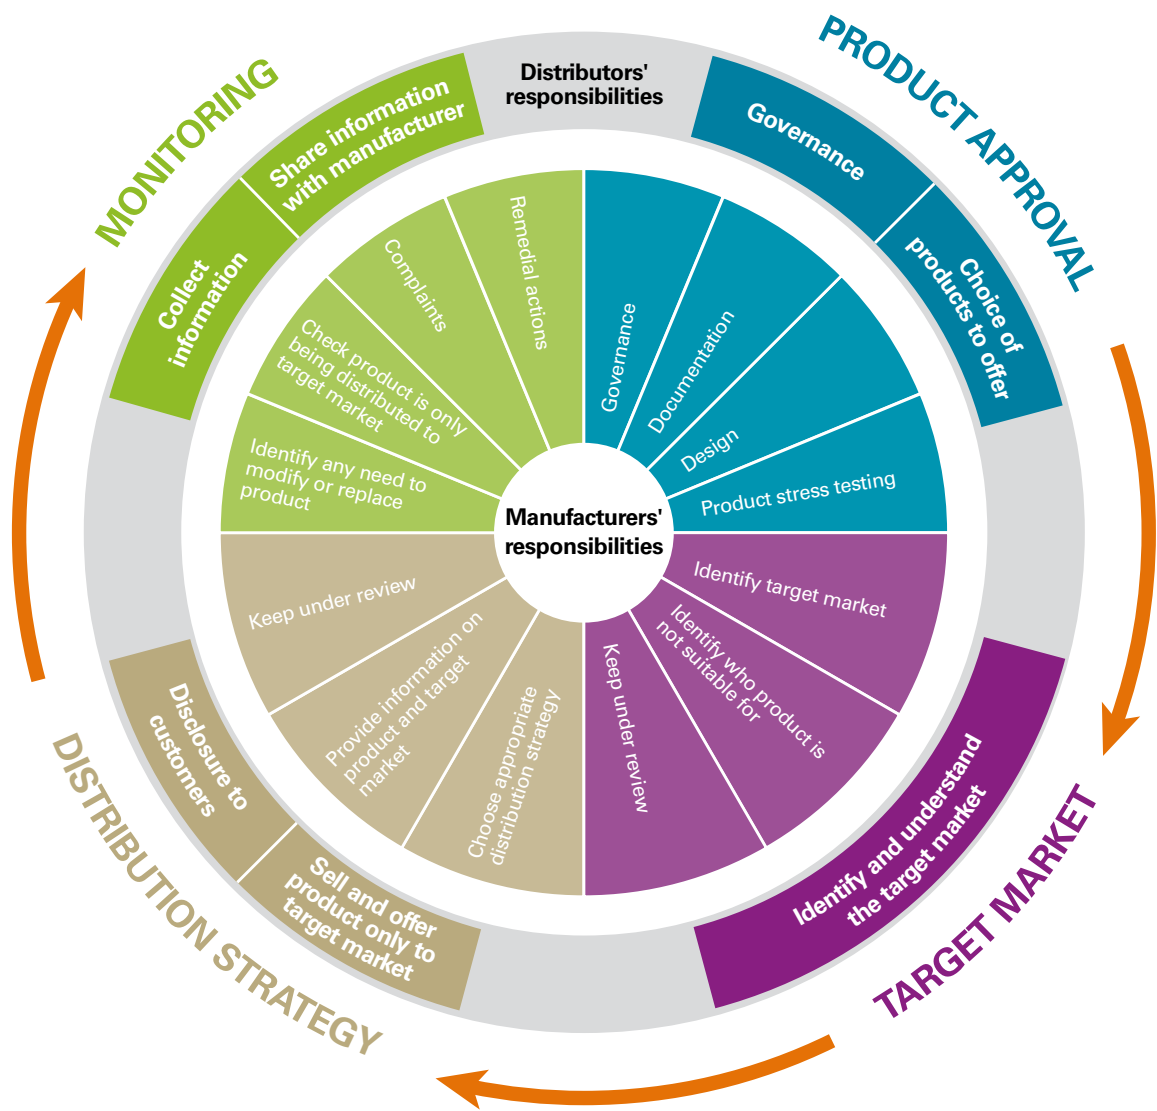 Distributors'
responsibilities
PRODUCT APPROVAL
Governance
Choice of
products to offer
TARGET MARKET
Identify and understand
the target market
DISTRIBUTION STRATEGY
Sell and offer
product only to
target market
Disclosure to
customers
MONITORING
Collect
information
Share information
with manufacturer
Manufacturers'
responsibilities
Governance
Documentation
Design
Product stress testing
Identify target market
Identify who product is
not suitable for
Keep under review
Choose appropriate
distribution strategy
Provide information on
product and target
market
Keep under review
Identify any need to
modify or replace
product
Check product is only
being distributed to
target market
Complaints
Remedial actions